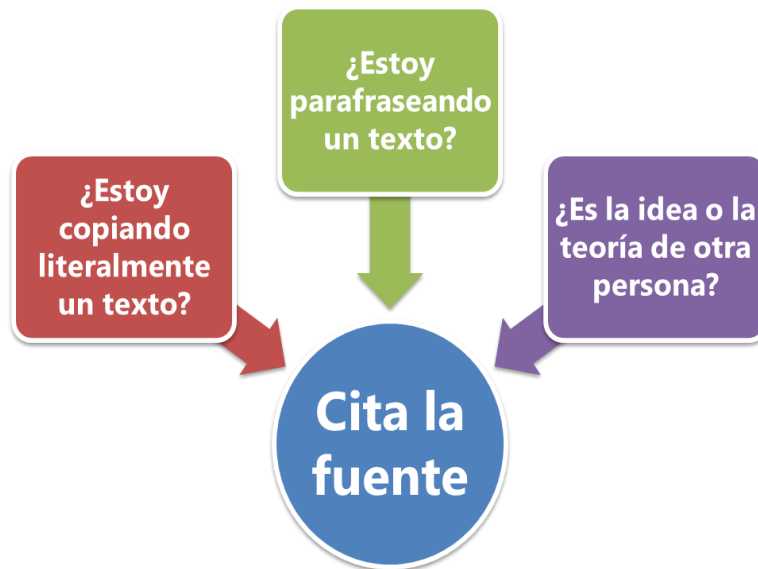 ¿Estoy
parafraseando
un texto?
¿Estoy
copiando
literalmente
un texto?
¿Es la idea o la
teoría de otra
persona?
Cita la
fuente